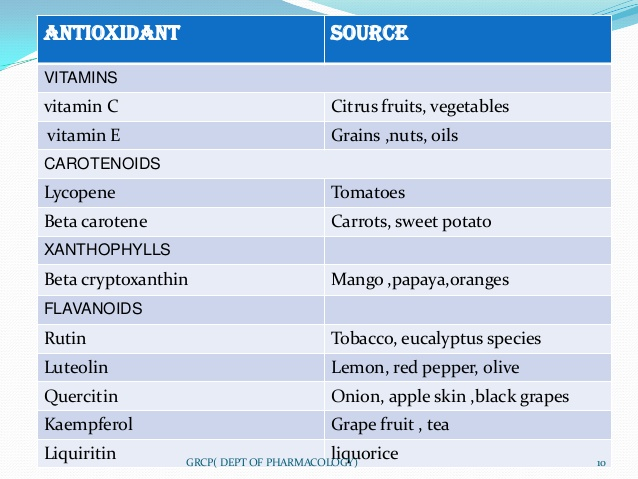 ANTIOXIDANT SOURCE
VITAMINS
vitamin C Citrus fruits, vegetables
vitamin E Grains ,nuts, oils
CAROTENOIDS
Lycopene Tomatoes
Beta carotene Carrots, sweet potato
XANTHOPHYLLS
Beta cryptoxanthin Mango ,papaya,oranges
FLAVANOIDS
Rutin Tobacco, eucalyptus species
Luteolin Lemon, red pepper, olive
Quercitin Onion, apple skin ,black grapes
Kaempferol Grape fruit , tea
Liquiritin liquorice
GRCP( DEPT OF PHARMACOLOGY) 10